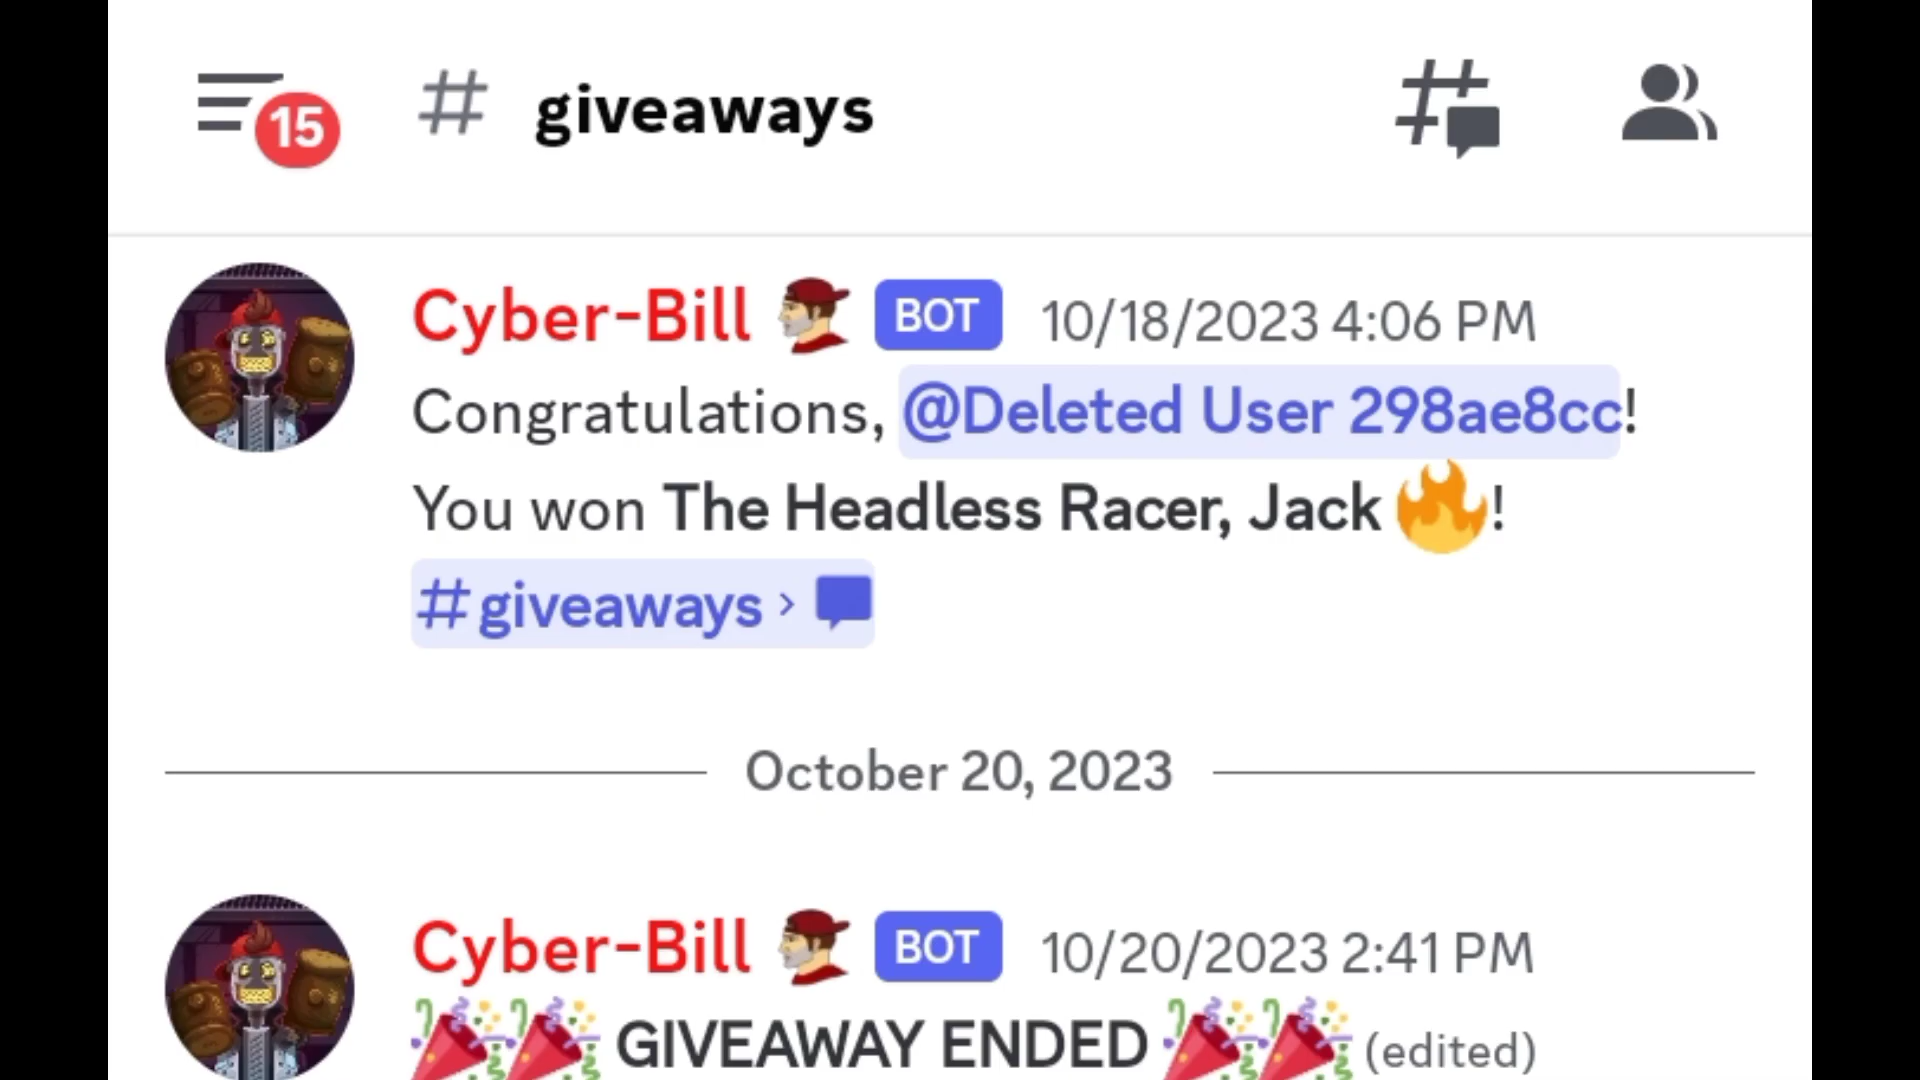 15
# giveaways
Cyber-Bill BOT 10/18/2023 4:06 PM
Congratulations, @Deleted User 298ae8cc!
You won The Headless Racer, Jack 🔥!
#giveaways ›
October 20, 2023
Cyber-Bill BOT 10/20/2023 2:41 PM
🎉🎉 GIVEAWAY ENDED 🎉🎉 (edited)